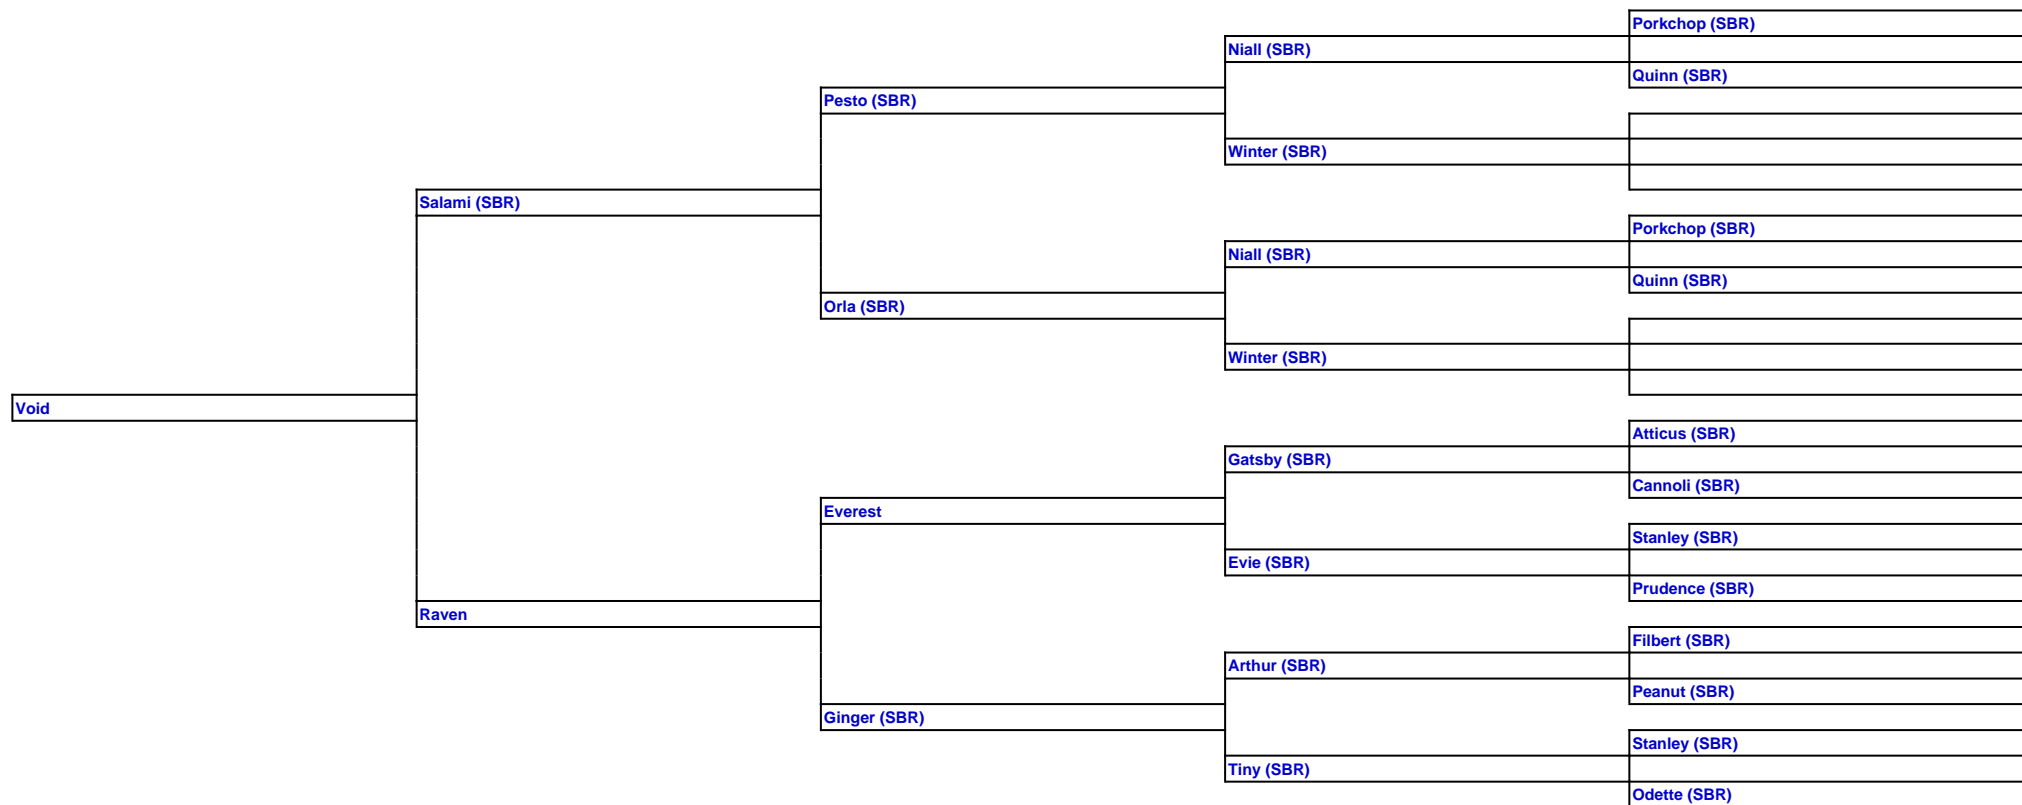 Porkchop (SBR)
Niall (SBR)
Quinn (SBR)
Pesto (SBR)
Winter (SBR)
Salami (SBR)
Porkchop (SBR)
Niall (SBR)
Quinn (SBR)
Orla (SBR)
Winter (SBR)
Void
Atticus (SBR)
Gatsby (SBR)
Cannoli (SBR)
Everest
Stanley (SBR)
Evie (SBR)
Prudence (SBR)
Raven
Filbert (SBR)
Arthur (SBR)
Peanut (SBR)
Ginger (SBR)
Stanley (SBR)
Tiny (SBR)
Odette (SBR)